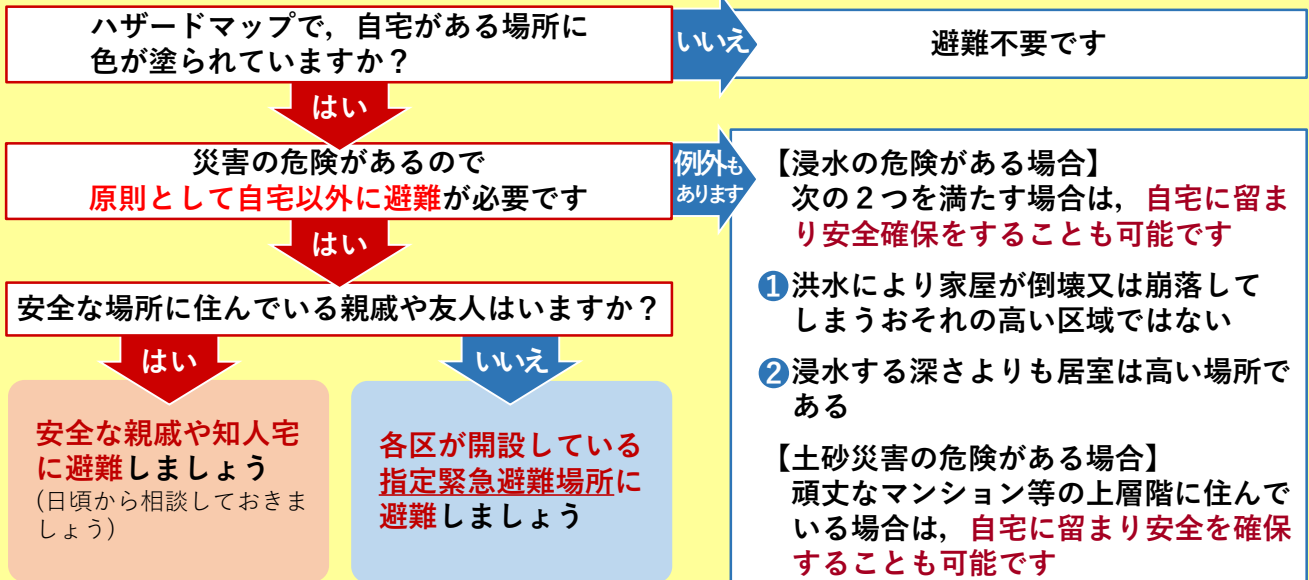 ハザードマップで，自宅がある場所に
色が塗られていますか？
いいえ
避難不要です
はい
災害の危険があるので
原則として自宅以外に避難が必要です
例外も
あります
はい
安全な場所に住んでいる親戚や友人はいますか？
はい
いいえ
安全な親戚や知人宅
に避難しましょう
(日頃から相談しておきま
しょう)
各区が開設している
指定緊急避難場所に
避難しましょう
【浸水の危険がある場合】
次の２つを満たす場合は，自宅に留ま
り安全確保をすることも可能です
❶洪水により家屋が倒壊又は崩落して
しまうおそれの高い区域ではない
❷浸水する深さよりも居室は高い場所で
ある
【土砂災害の危険がある場合】
頑丈なマンション等の上層階に住んで
いる場合は，自宅に留まり安全を確保
することも可能です